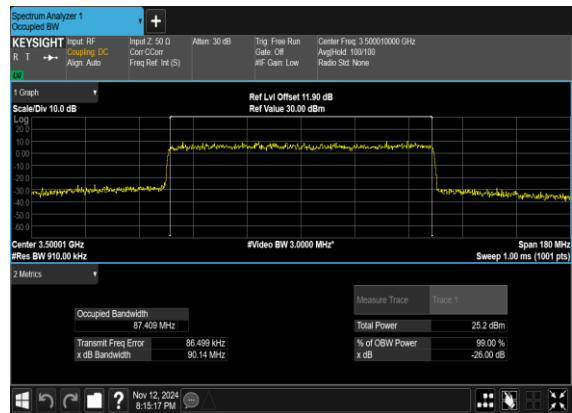 Spectrum Analyzer 1
Occupied BW
KEYSIGHT Input: RF Input Z: 50 Ω Atten: 30 dB Trig: Free Run Center Freq: 3.500010000 GHz
R T Coupling: DC Corr CCorr Gate: Off Avg|Hold: 100/100
Align: Auto Freq Ref: Int (S) #IF Gain: Low Radio Std: None
LW
1 Graph Ref Lvl Offset 11.90 dB
Scale/Div 10.0 dB Ref Value 30.00 dBm
Log
20.0
10.0
0.00
-10.0
-20.0
-30.0
-40.0
-50.0
-60.0
Center 3.50001 GHz #Video BW 3.0000 MHz* Span 180 MHz
#Res BW 910.00 kHz Sweep 1.00 ms (1001 pts)
2 Metrics
Measure Trace Trace 1
Occupied Bandwidth
87.409 MHz Total Power 25.2 dBm
Transmit Freq Error 86.499 kHz % of OBW Power 99.00 %
x dB Bandwidth 90.14 MHz x dB -26.00 dB
? Nov 12, 2024
8:15:17 PM